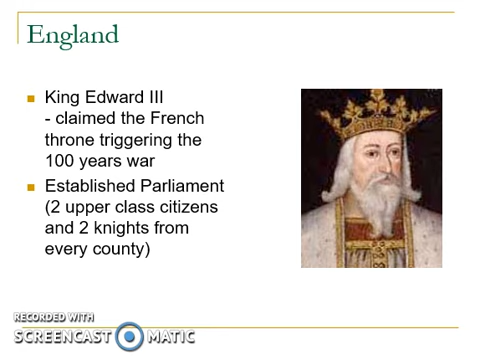 England
King Edward III
- claimed the French
throne triggering the
100 years war
Established Parliament
(2 upper class citizens
and 2 knights from
every county)
RECORDED WITH
SCREENCAST MATIC